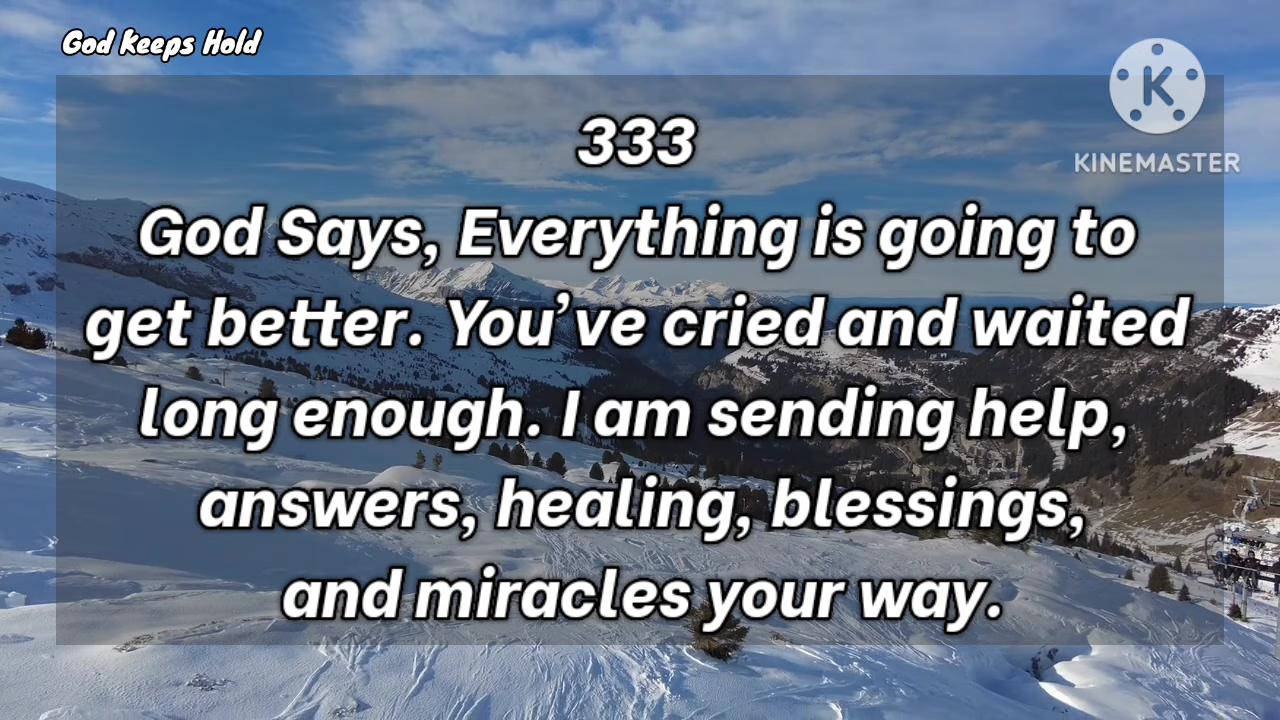 God Keeps Hold
KINEMASTER
333
God Says, Everything is going to
get better. You’ve cried and waited
long enough. I am sending help,
answers, healing, blessings,
and miracles your way.